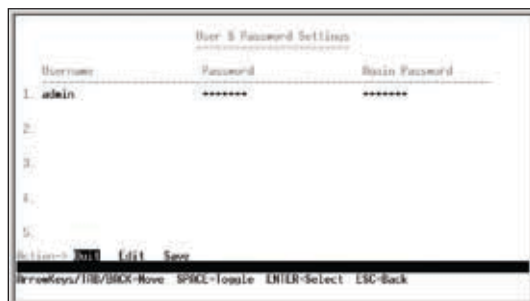 User & Password Settings
Username Password Again Password
1. admin ******* *******
2.
3.
4.
5.
Action-> Quit Edit Save
ArrowKeys/TAB/BACK=Move SPACE=Toggle ENTER=Select ESC=Back